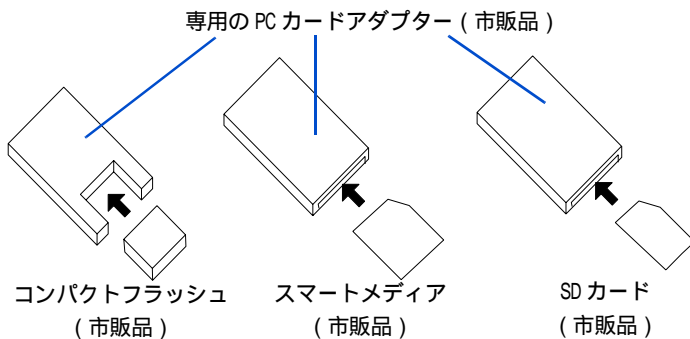 専用の PC カードアダプター ( 市販品 )
コンパクトフラッシュ
( 市販品 )
スマートメディア
( 市販品 )
SD カード
( 市販品 )